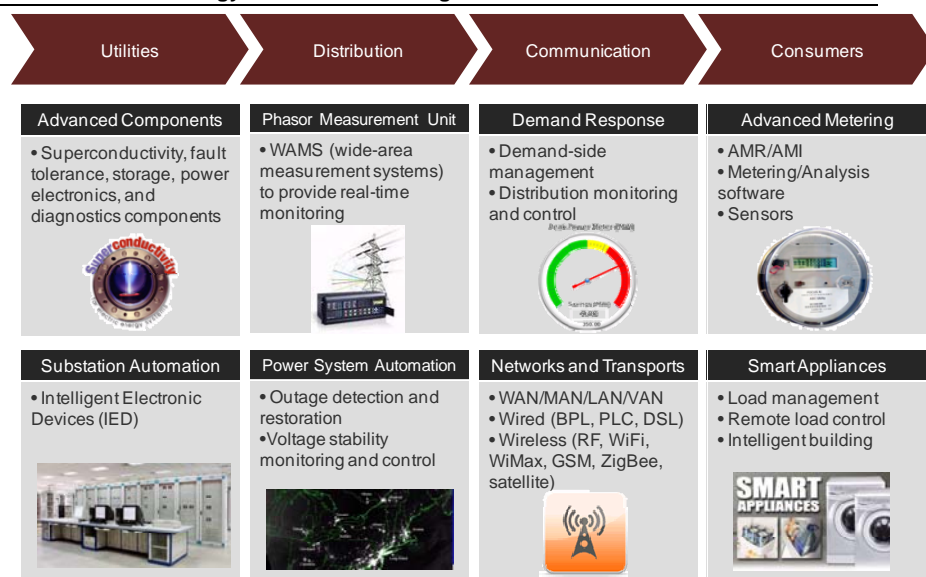 Utilities
Distribution
Communication
Consumers
Advanced Components
• Superconductivity, fault
tolerance, storage, power
electronics, and
diagnostics components
Superconductivity
Phasor Measurement Unit
• WAMS (wide-area
measurement systems)
to provide real-time
monitoring
Demand Response
• Demand-side
management
• Distribution monitoring
and control
Advanced Metering
• AMR/AMI
• Metering/Analysis
software
• Sensors
Substation Automation
• Intelligent Electronic
Devices (IED)
Power System Automation
• Outage detection and
restoration
•Voltage stability
monitoring and control
Networks and Transports
• WAN/MAN/LAN/VAN
• Wired (BPL, PLC, DSL)
• Wireless (RF, WiFi,
WiMax, GSM, ZigBee,
satellite)
Smart Appliances
• Load management
• Remote load control
• Intelligent building
SMART
APPLIANCES